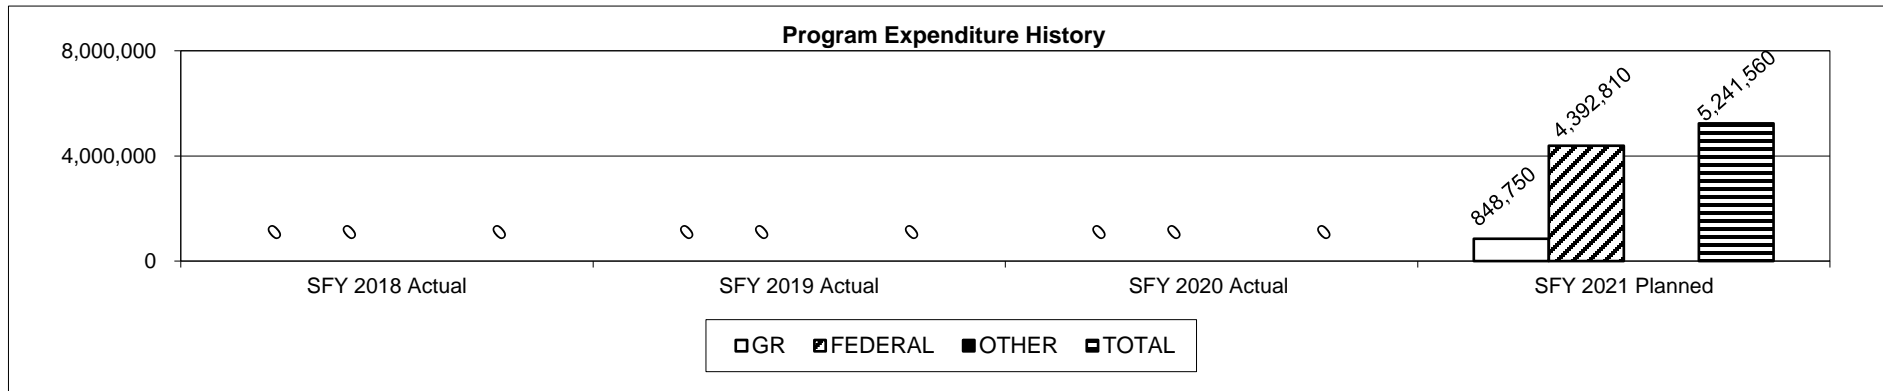 Program Expenditure History
8,000,000
4,000,000
0
0 0 0 0 0 0 0 0 0 848,750 4,392,810 5,241,560
SFY 2018 Actual SFY 2019 Actual SFY 2020 Actual SFY 2021 Planned
GR FEDERAL OTHER TOTAL